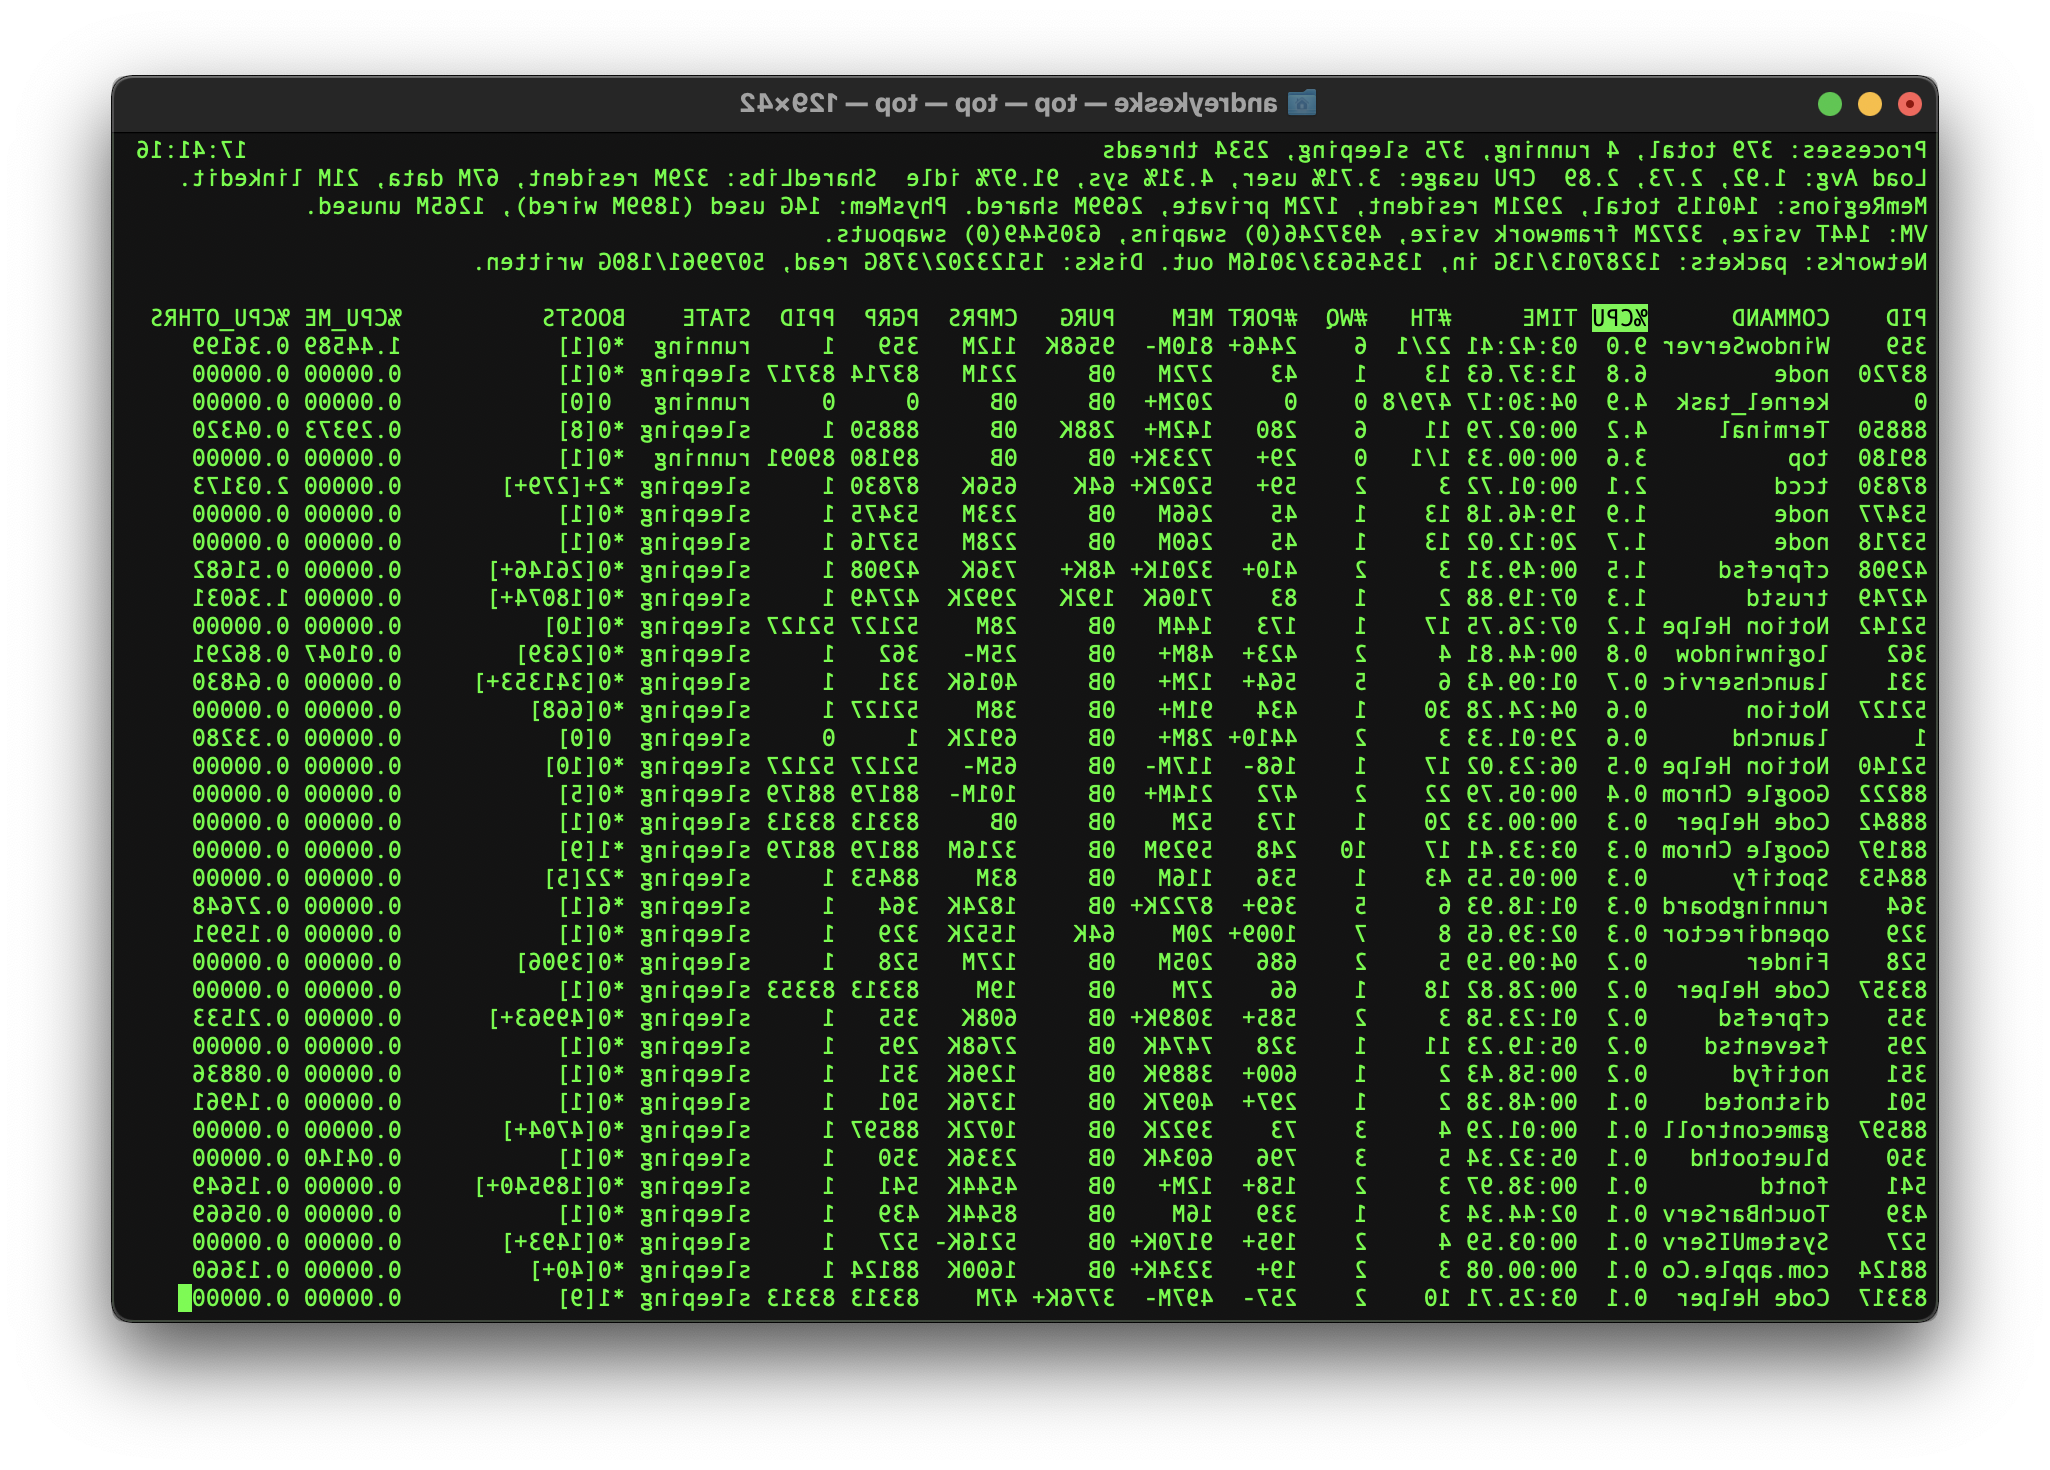 andreykeske — top — top — top — 129×42
Processes: 379 total, 4 running, 375 sleeping, 2534 threads 17:41:16
Load Avg: 1.92, 2.73, 2.89  CPU usage: 3.71% user, 4.31% sys, 91.97% idle  SharedLibs: 329M resident, 67M data, 21M linkedit.
MemRegions: 140115 total, 2921M resident, 172M private, 2699M shared. PhysMem: 14G used (1899M wired), 1265M unused.
VM: 144T vsize, 3272M framework vsize, 4937246(0) swapins, 6305449(0) swapouts.
Networks: packets: 13287013/13G in, 13545633/3016M out. Disks: 15123202/378G read, 5079961/180G written.
PID COMMAND %CPU TIME #TH #WQ #PORT MEM PURG CMPRS PGRP PPID STATE BOOSTS %CPU_ME %CPU_OTHRS
359 WindowServer 9.0 03:42:41 22/1 6 2446+ 810M- 9568K 112M 359 1 running *0[1] 1.44589 0.36199
83720 node 6.8 13:37.63 13 1 43 272M 0B 221M 83714 83717 sleeping *0[1] 0.00000 0.00000
0 kernel_task 4.9 04:30:17 479/8 0 0 202M+ 0B 0B 0 0 running 0[0] 0.00000 0.00000
88850 Terminal 4.2 00:02.79 11 6 280 142M+ 288K 0B 88850 1 sleeping *0[8] 0.29373 0.04320
89180 top 3.6 00:00.33 1/1 0 29+ 7233K+ 0B 0B 89180 89091 running *0[1] 0.00000 0.00000
87830 tccd 2.1 00:01.72 3 2 59+ 5202K+ 64K 656K 87830 1 sleeping *2+[279+] 0.00000 2.03173
53477 node 1.9 19:46.18 13 1 45 266M 0B 233M 53475 1 sleeping *0[1] 0.00000 0.00000
53718 node 1.7 20:12.02 13 1 45 260M 0B 228M 53716 1 sleeping *0[1] 0.00000 0.00000
42908 cfprefsd 1.5 00:49.31 3 2 410+ 3201K+ 48K+ 736K 42908 1 sleeping *0[26146+] 0.00000 0.51682
42749 trustd 1.3 07:19.88 2 1 83 7106K 192K 2992K 42749 1 sleeping *0[18074+] 0.00000 1.36031
52142 Notion Helpe 1.2 07:26.75 17 1 173 144M 0B 28M 52127 52127 sleeping *0[10] 0.00000 0.00000
362 loginwindow 0.8 00:44.81 4 2 423+ 48M+ 0B 25M- 362 1 sleeping *0[2639] 0.01047 0.86291
331 launchservic 0.7 01:09.43 6 5 564+ 12M+ 0B 4016K 331 1 sleeping *0[341353+] 0.00000 0.64830
52127 Notion 0.6 04:24.28 30 1 434 91M+ 0B 38M 52127 1 sleeping *0[668] 0.00000 0.00000
1 launchd 0.6 29:01.33 3 2 4410+ 28M+ 0B 6912K 1 0 sleeping 0[0] 0.00000 0.33280
52140 Notion Helpe 0.5 06:23.02 17 1 168- 117M- 0B 65M- 52127 52127 sleeping *0[10] 0.00000 0.00000
88222 Google Chrom 0.4 00:05.79 22 2 472 214M+ 0B 101M- 88179 88179 sleeping *0[5] 0.00000 0.00000
88842 Code Helper 0.3 00:00.33 20 1 173 52M 0B 0B 83313 83313 sleeping *0[1] 0.00000 0.00000
88197 Google Chrom 0.3 03:33.41 17 10 248 5929M 0B 3216M 88179 88179 sleeping *1[9] 0.00000 0.00000
88453 Spotify 0.3 00:05.55 43 1 536 116M 0B 83M 88453 1 sleeping *22[5] 0.00000 0.00000
364 runningboard 0.3 01:18.93 6 5 369+ 8722K+ 0B 1824K 364 1 sleeping *6[1] 0.00000 0.27648
329 opendirector 0.3 02:39.65 8 7 1009+ 20M 64K 1552K 329 1 sleeping *0[1] 0.00000 0.15991
528 Finder 0.2 04:09.59 5 2 686 205M 0B 127M 528 1 sleeping *0[3906] 0.00000 0.00000
83357 Code Helper 0.2 00:28.82 18 1 66 27M 0B 19M 83313 83353 sleeping *0[1] 0.00000 0.00000
355 cfprefsd 0.2 01:23.58 3 2 585+ 3089K+ 0B 608K 355 1 sleeping *0[49963+] 0.00000 0.21533
295 fseventsd 0.2 05:19.23 11 1 328 7474K 0B 2768K 295 1 sleeping *0[1] 0.00000 0.00000
351 notifyd 0.2 00:58.43 2 1 600+ 3889K 0B 1296K 351 1 sleeping *0[1] 0.00000 0.08836
501 distnoted 0.1 00:48.38 2 1 297+ 4097K 0B 1376K 501 1 sleeping *0[1] 0.00000 0.14961
88597 gamecontroll 0.1 00:01.29 4 3 73 3922K 0B 1072K 88597 1 sleeping *0[4704+] 0.00000 0.00000
350 bluetoothd 0.1 05:32.34 5 3 796 6034K 0B 2336K 350 1 sleeping *0[1] 0.04140 0.00000
541 fontd 0.1 00:38.97 3 2 158+ 12M+ 0B 4544K 541 1 sleeping *0[189540+] 0.00000 0.15649
439 TouchBarServ 0.1 02:44.34 3 1 339 16M 0B 8544K 439 1 sleeping *0[1] 0.00000 0.05669
527 SystemUIServ 0.1 00:03.59 4 2 195+ 9170K+ 0B 5216K- 527 1 sleeping *0[1493+] 0.00000 0.00000
88124 com.apple.Co 0.1 00:00.08 3 2 19+ 3234K+ 0B 1600K 88124 1 sleeping *0[40+] 0.00000 0.13660
83317 Code Helper 0.1 03:25.71 10 2 257- 497M- 3776K+ 47M 83313 83313 sleeping *1[9] 0.00000 0.00000